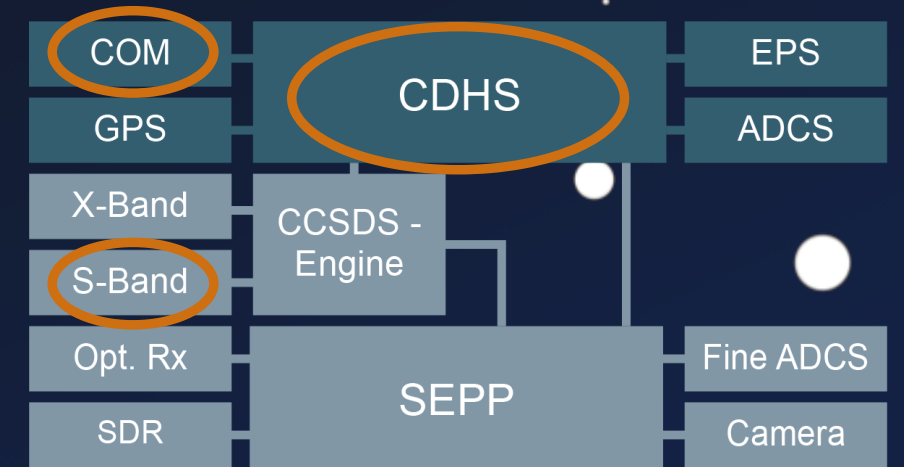 COM
CDHS
EPS
GPS
ADCS
X-Band
CCSDS -
Engine
S-Band
Opt. Rx
SEPP
Fine ADCS
SDR
Camera